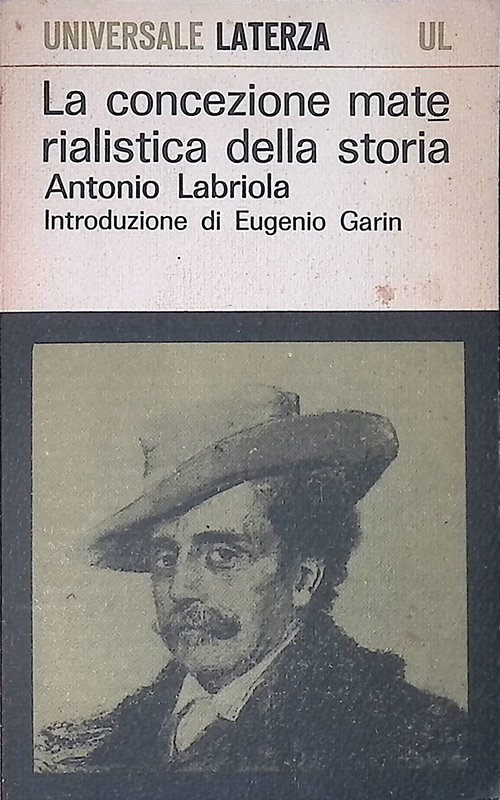 UNIVERSALE LATERZA UL
La concezione mate
rialistica della storia
Antonio Labriola
Introduzione di Eugenio Garin